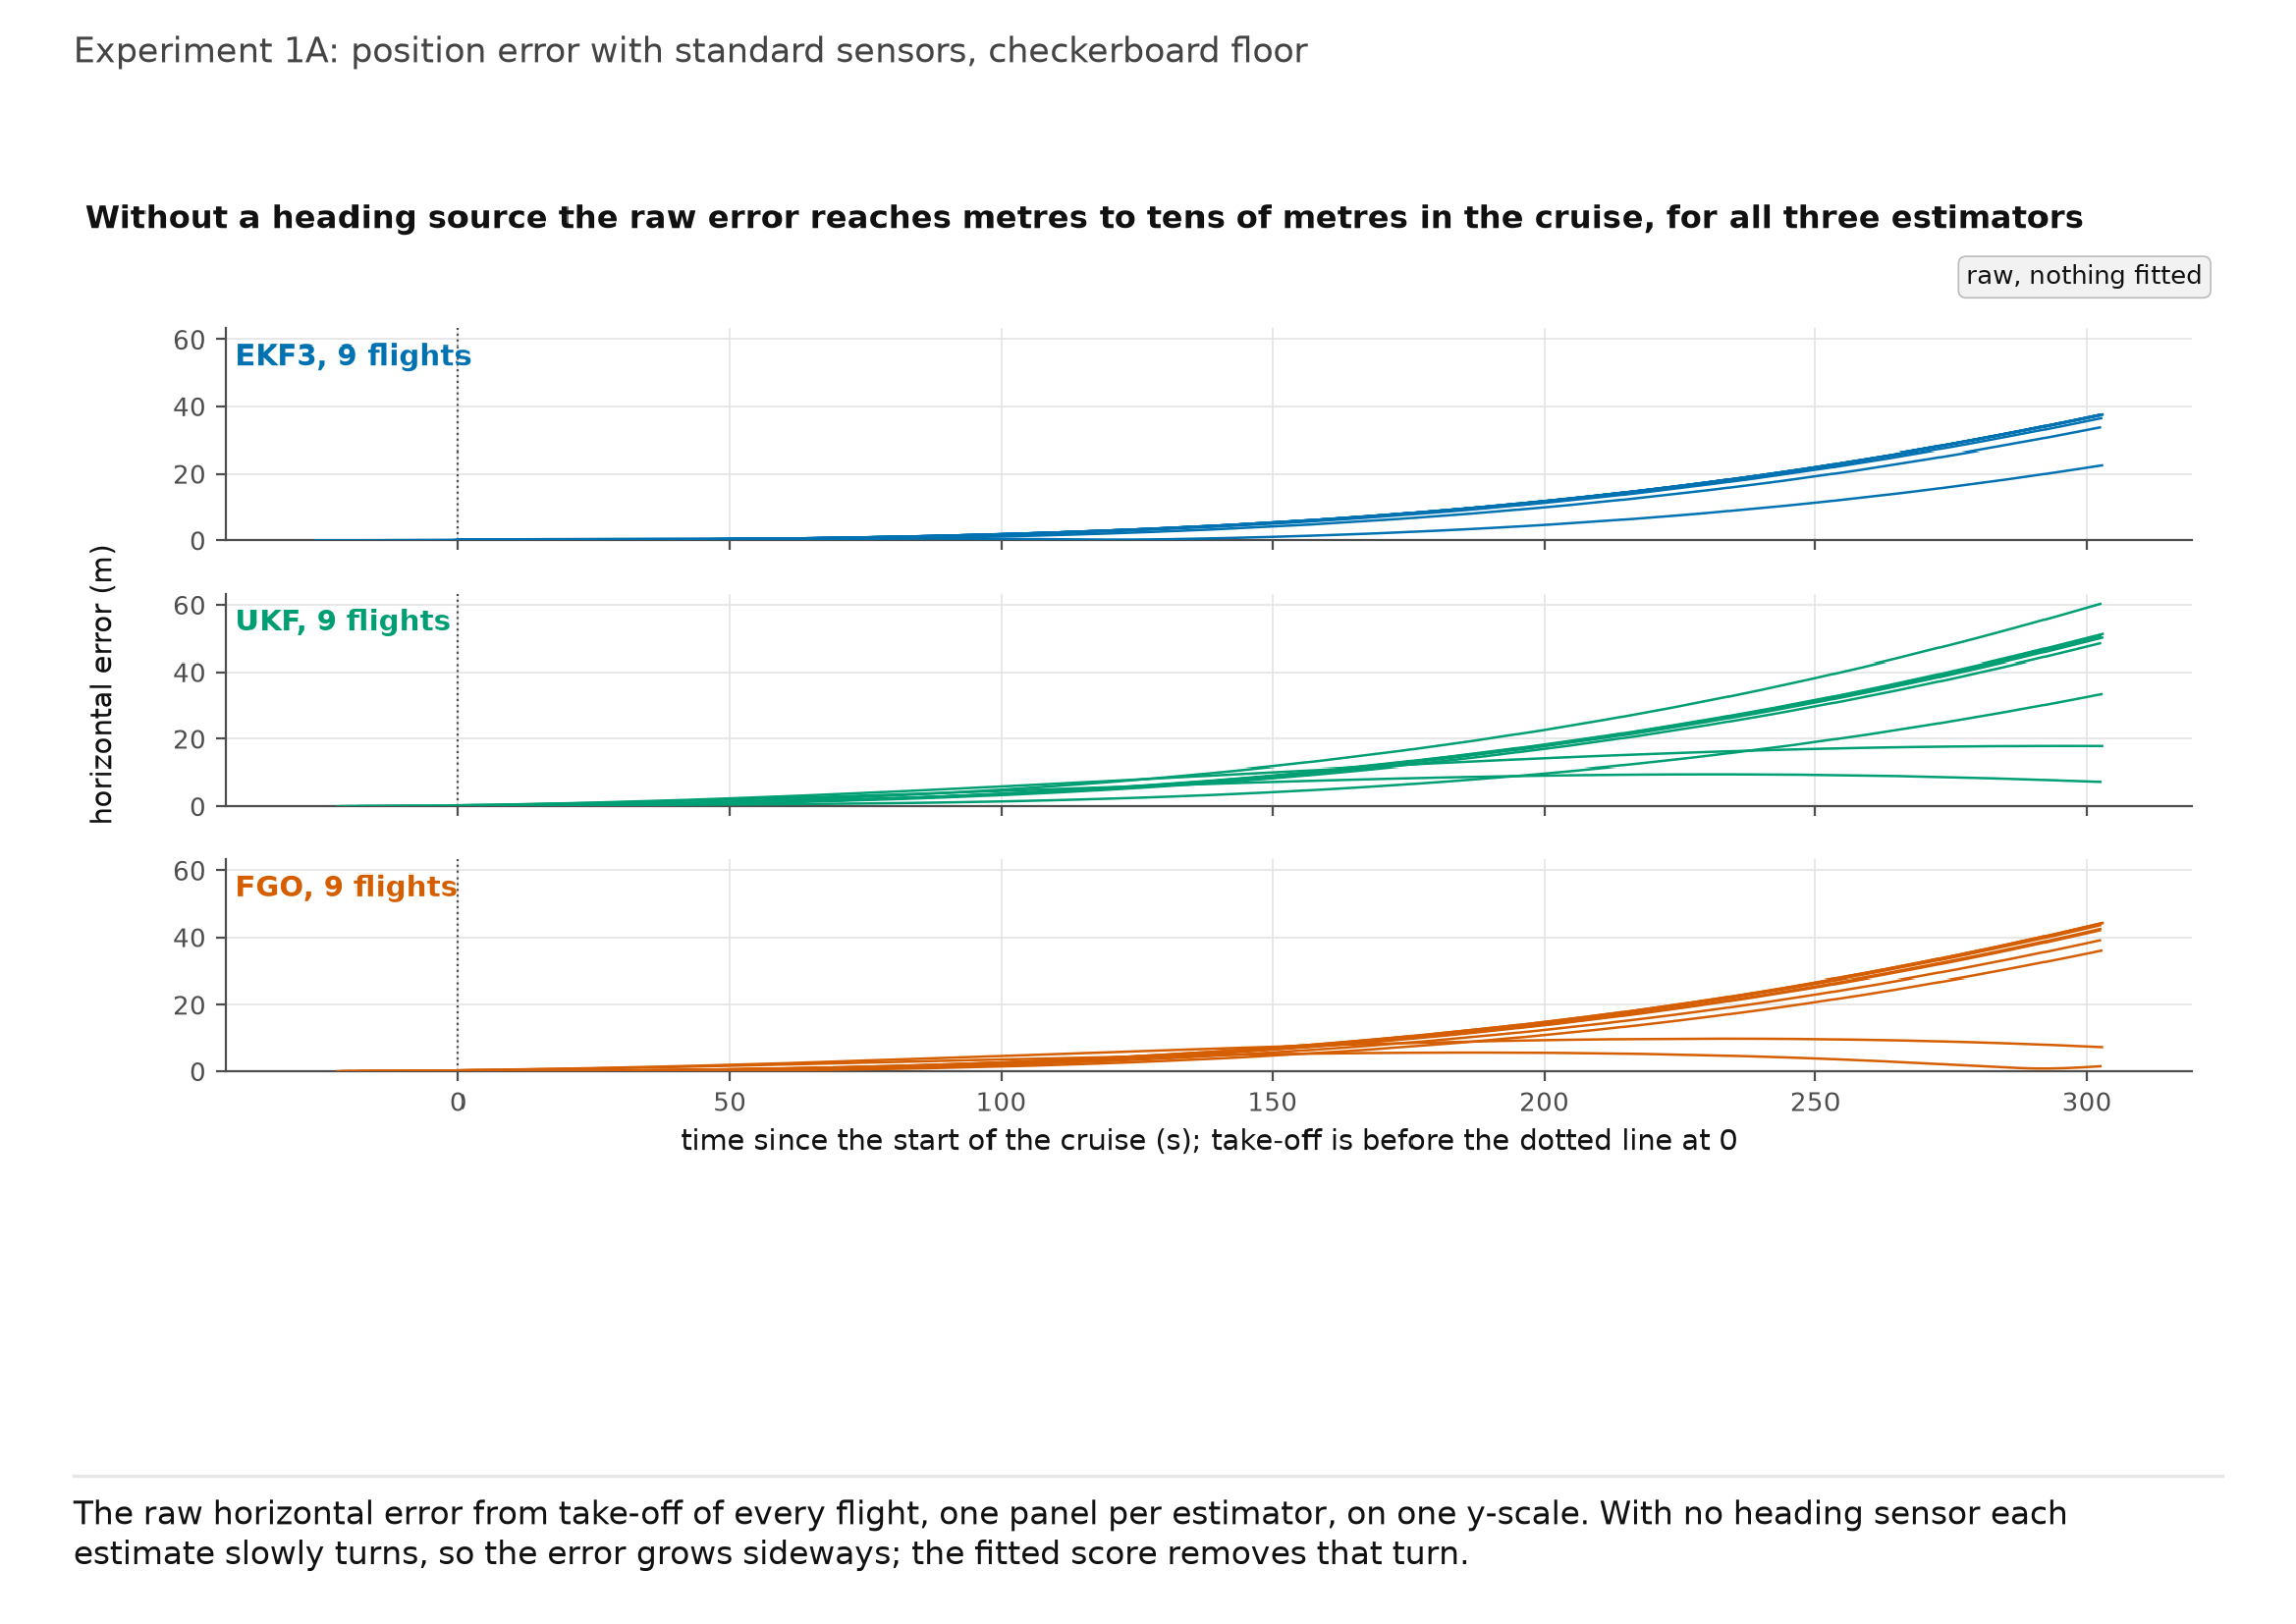 Experiment 1A: position error with standard sensors, checkerboard floor
Without a heading source the raw error reaches metres to tens of metres in the cruise, for all three estimators
raw, nothing fitted
horizontal error (m)
EKF3, 9 flights
60
40
20
0
UKF, 9 flights
60
40
20
0
FGO, 9 flights
60
40
20
0
0 50 100 150 200 250 300
time since the start of the cruise (s); take-off is before the dotted line at 0
The raw horizontal error from take-off of every flight, one panel per estimator, on one y-scale. With no heading sensor each
estimate slowly turns, so the error grows sideways; the fitted score removes that turn.